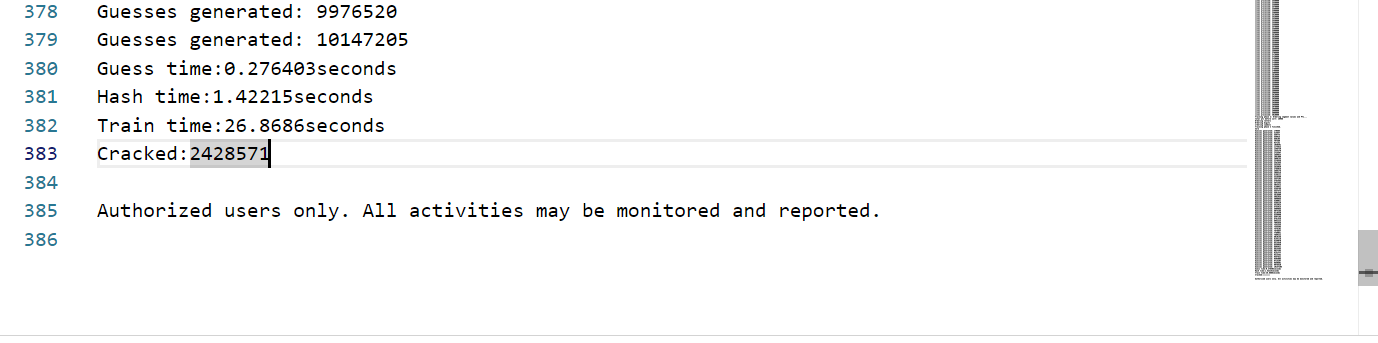 378 Guesses generated: 9976520
379 Guesses generated: 10147205
380 Guess time:0.276403seconds
381 Hash time:1.42215seconds
382 Train time:26.8686seconds
383 Cracked:2428571
384
385 Authorized users only. All activities may be monitored and reported.
386